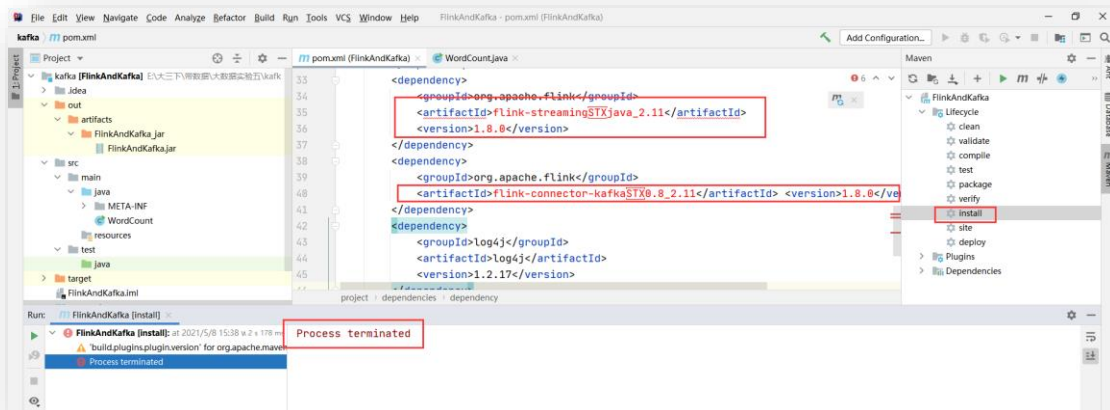 File Edit View Navigate Code Analyze Refactor Build Run Tools VCS Window Help FlinkAndKafka - pom.xml (FlinkAndKafka)
kafka pom.xml
Add Configuration...
Project
pom.xml (FlinkAndKafka)
WordCount.java
Maven
kafka [FlinkAndKafka]
.idea
out
artifacts
FlinkAndKafka_jar
FlinkAndKafka.jar
src
main
java
META-INF
WordCount
resources
test
java
target
FlinkAndKafka.iml
33 <dependency>
34 <groupId>org.apache.flink</groupId>
35 <artifactId>flink-streamingSTXjava_2.11</artifactId>
36 <version>1.8.0</version>
37 </dependency>
38 <dependency>
39 <groupId>org.apache.flink</groupId>
40 <artifactId>flink-connector-kafkaSTX0.8_2.11</artifactId> <version>1.8.0</ve
41 </dependency>
42 <dependency>
43 <groupId>log4j</groupId>
44 <artifactId>log4j</artifactId>
45 <version>1.2.17</version>
project › dependencies › dependency
6
FlinkAndKafka
Lifecycle
clean
validate
compile
test
package
verify
install
site
deploy
Plugins
Dependencies
1: Project
Database
Maven
Run: FlinkAndKafka [install]
FlinkAndKafka [install]: at 2021/5/8 15:38
'build.plugins.plugin.version' for org.apache.maven
Process terminated
Process terminated